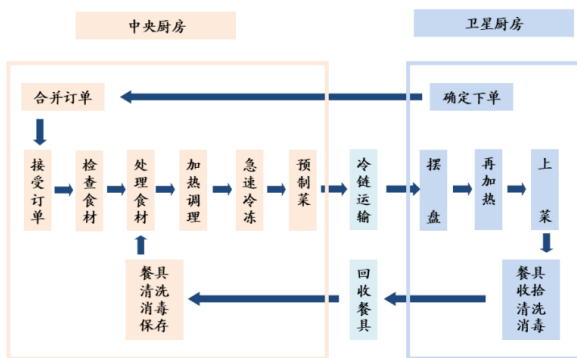 中央厨房
卫星厨房
合并订单
确定下单
接受订单
检查食材
处理食材
加热调理
急速冷冻
预制菜
冷链运输
摆盘
再加热
上菜
餐具
清洗
消毒
保存
回收餐具
餐具
收拾
清洗
消毒